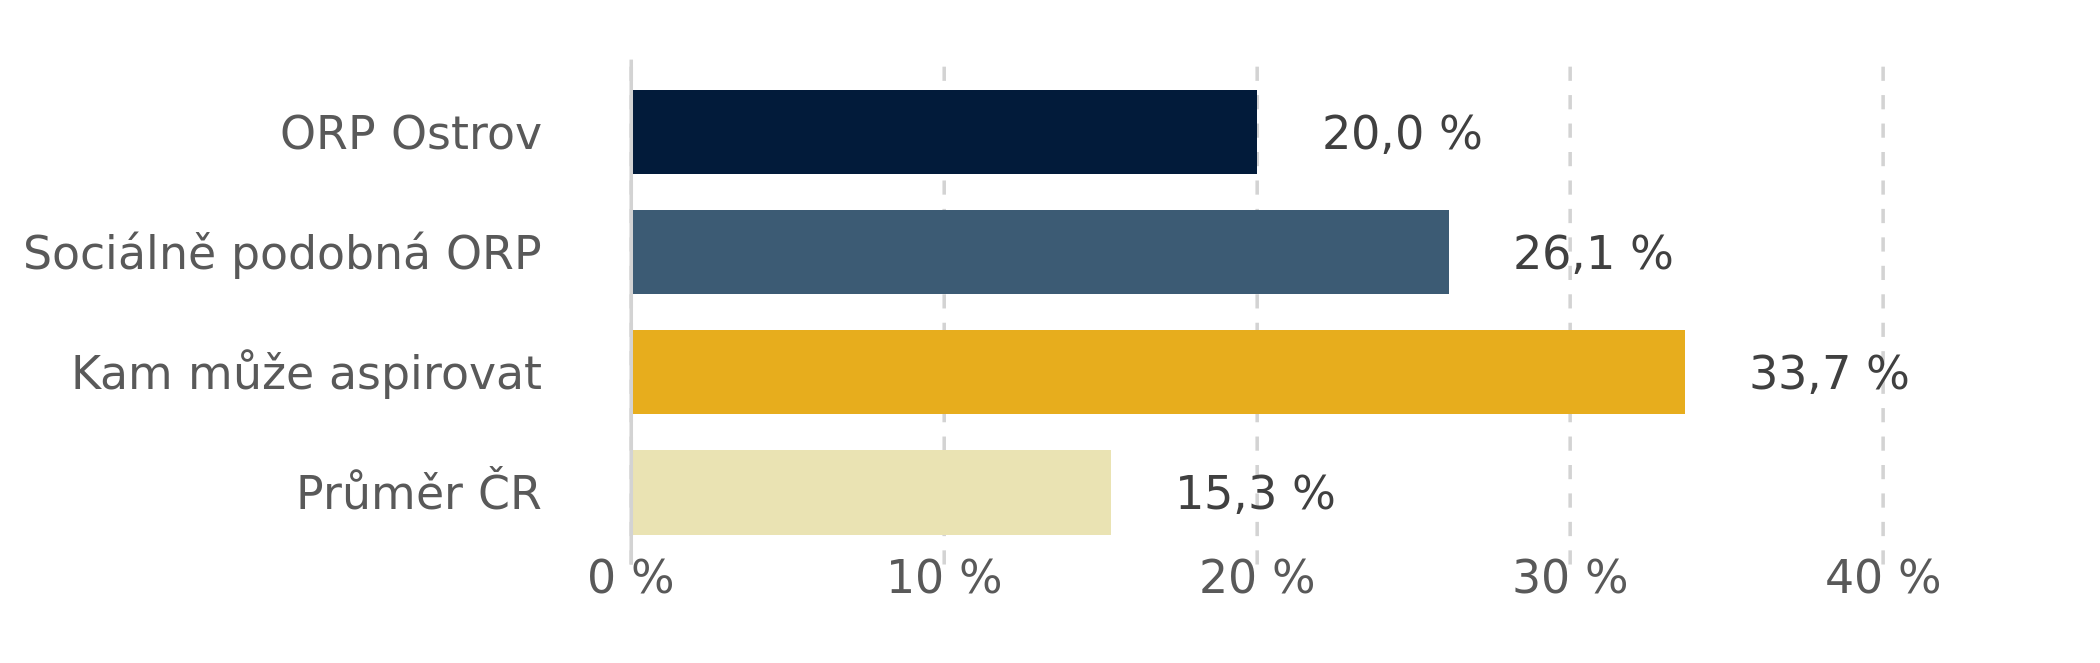 ORP Ostrov
20,0 %
Sociálně podobná ORP
26,1 %
Kam může aspirovat
33,7 %
Průměr ČR
15,3 %
0 % 10 % 20 % 30 % 40 %